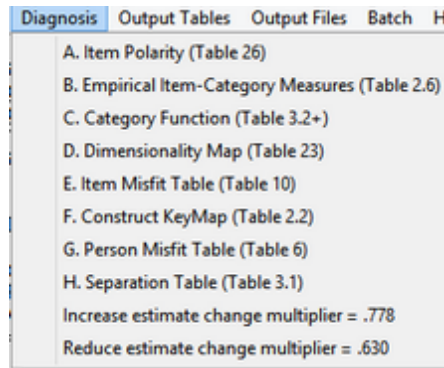 Diagnosis Output Tables Output Files Batch H
A. Item Polarity (Table 26)
B. Empirical Item-Category Measures (Table 2.6)
C. Category Function (Table 3.2+)
D. Dimensionality Map (Table 23)
E. Item Misfit Table (Table 10)
F. Construct KeyMap (Table 2.2)
G. Person Misfit Table (Table 6)
H. Separation Table (Table 3.1)
Increase estimate change multiplier = .778
Reduce estimate change multiplier = .630